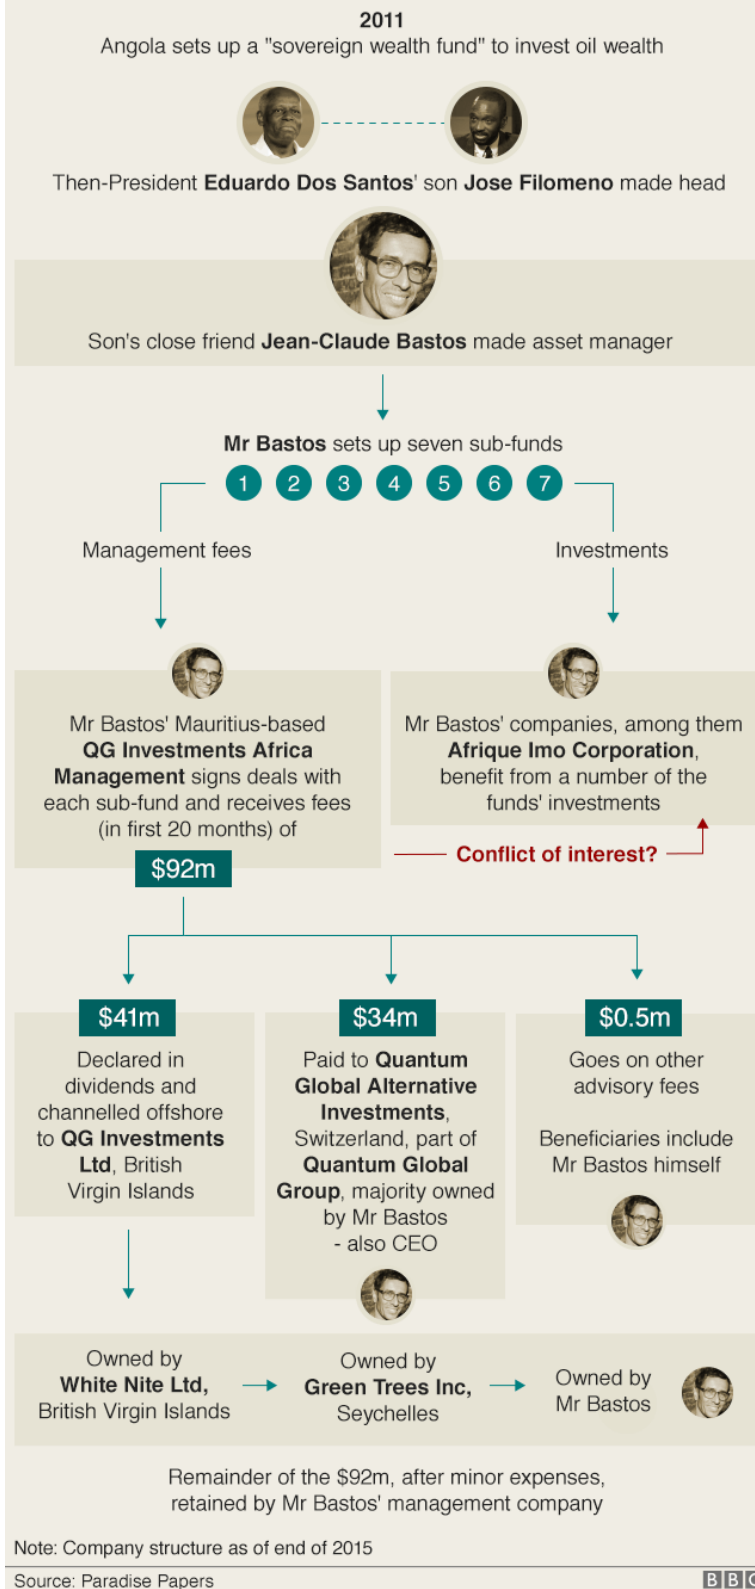 2011
Angola sets up a "sovereign wealth fund" to invest oil wealth
Then-President Eduardo Dos Santos' son Jose Filomeno made head
Son's close friend Jean-Claude Bastos made asset manager
Mr Bastos sets up seven sub-funds
1 2 3 4 5 6 7
Management fees
Investments
Mr Bastos' Mauritius-based
QG Investments Africa
Management signs deals with
each sub-fund and receives fees
(in first 20 months) of
$92m
Mr Bastos' companies, among them
Afrique Imo Corporation,
benefit from a number of the
funds' investments
Conflict of interest?
$41m
Declared in
dividends and
channelled offshore
to QG Investments
Ltd, British
Virgin Islands
$34m
Paid to Quantum
Global Alternative
Investments,
Switzerland, part of
Quantum Global
Group, majority owned
by Mr Bastos
- also CEO
$0.5m
Goes on other
advisory fees
Beneficiaries include
Mr Bastos himself
Owned by
White Nite Ltd,
British Virgin Islands
Owned by
Green Trees Inc,
Seychelles
Owned by
Mr Bastos
Remainder of the $92m, after minor expenses,
retained by Mr Bastos' management company
Note: Company structure as of end of 2015
Source: Paradise Papers
BBC